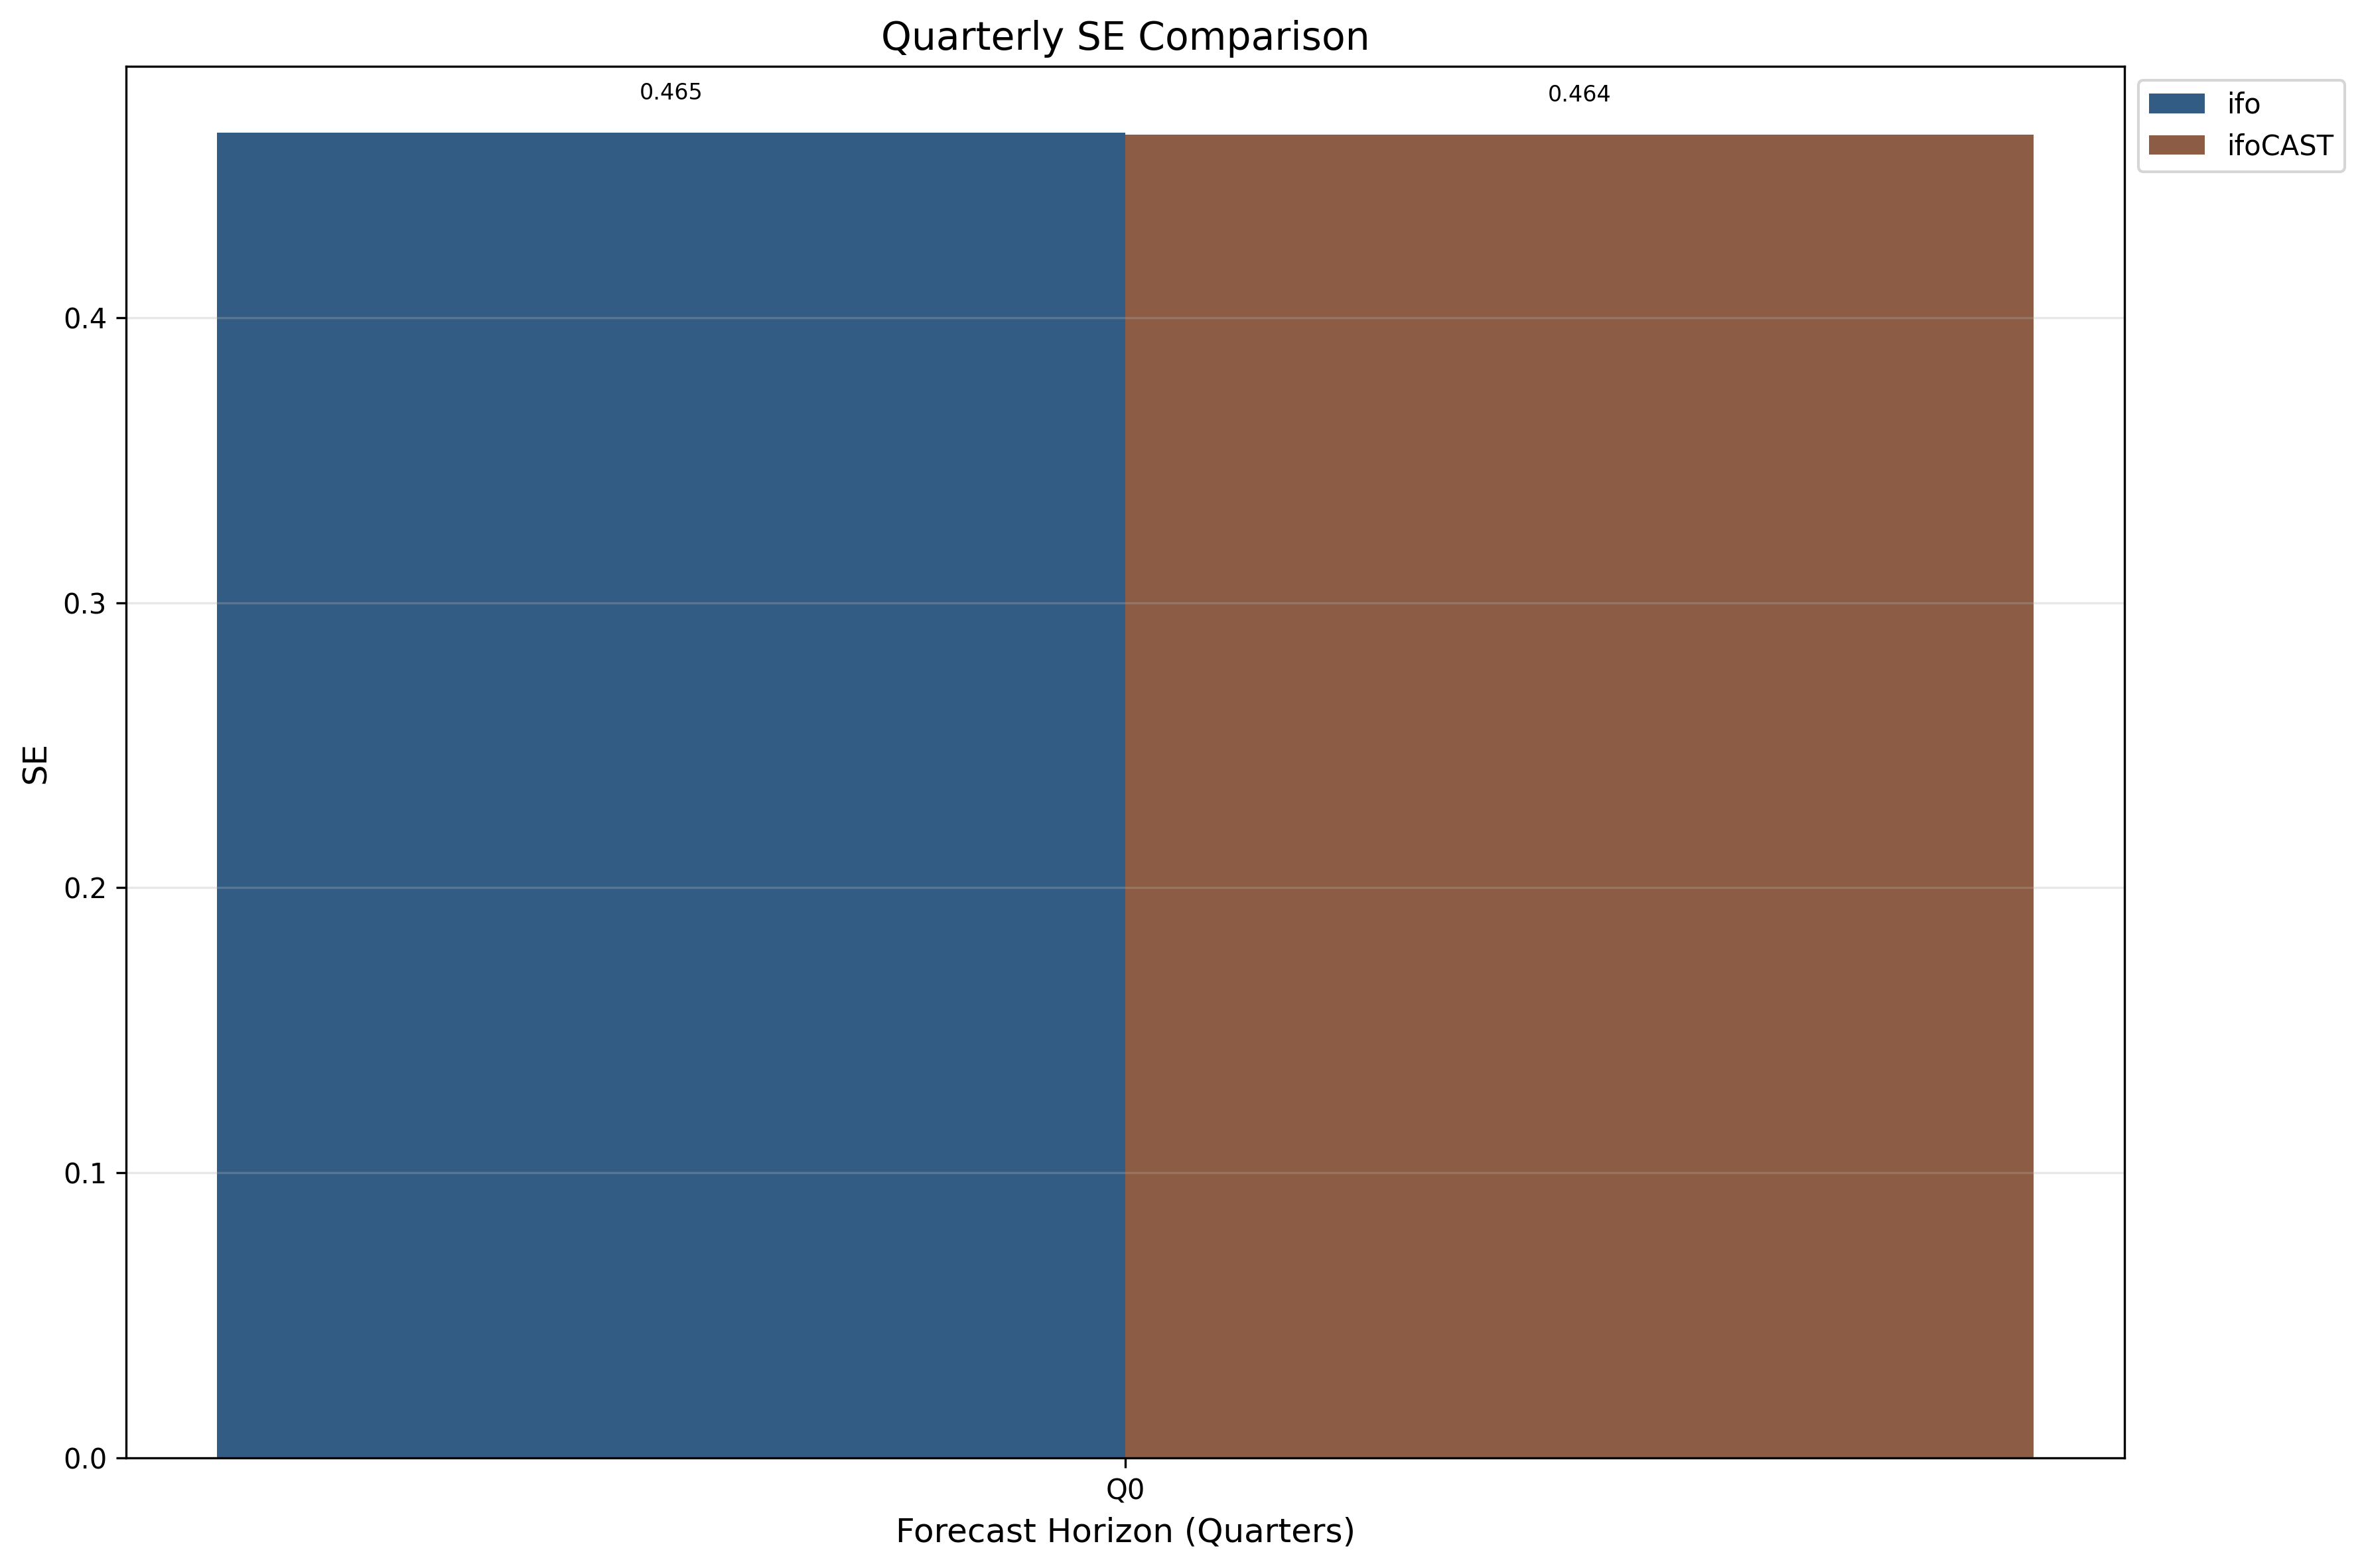 Quarterly SE Comparison
0.465
0.464
ifo
ifoCAST
0.4
0.3
0.2
0.1
0.0
SE
Q0
Forecast Horizon (Quarters)